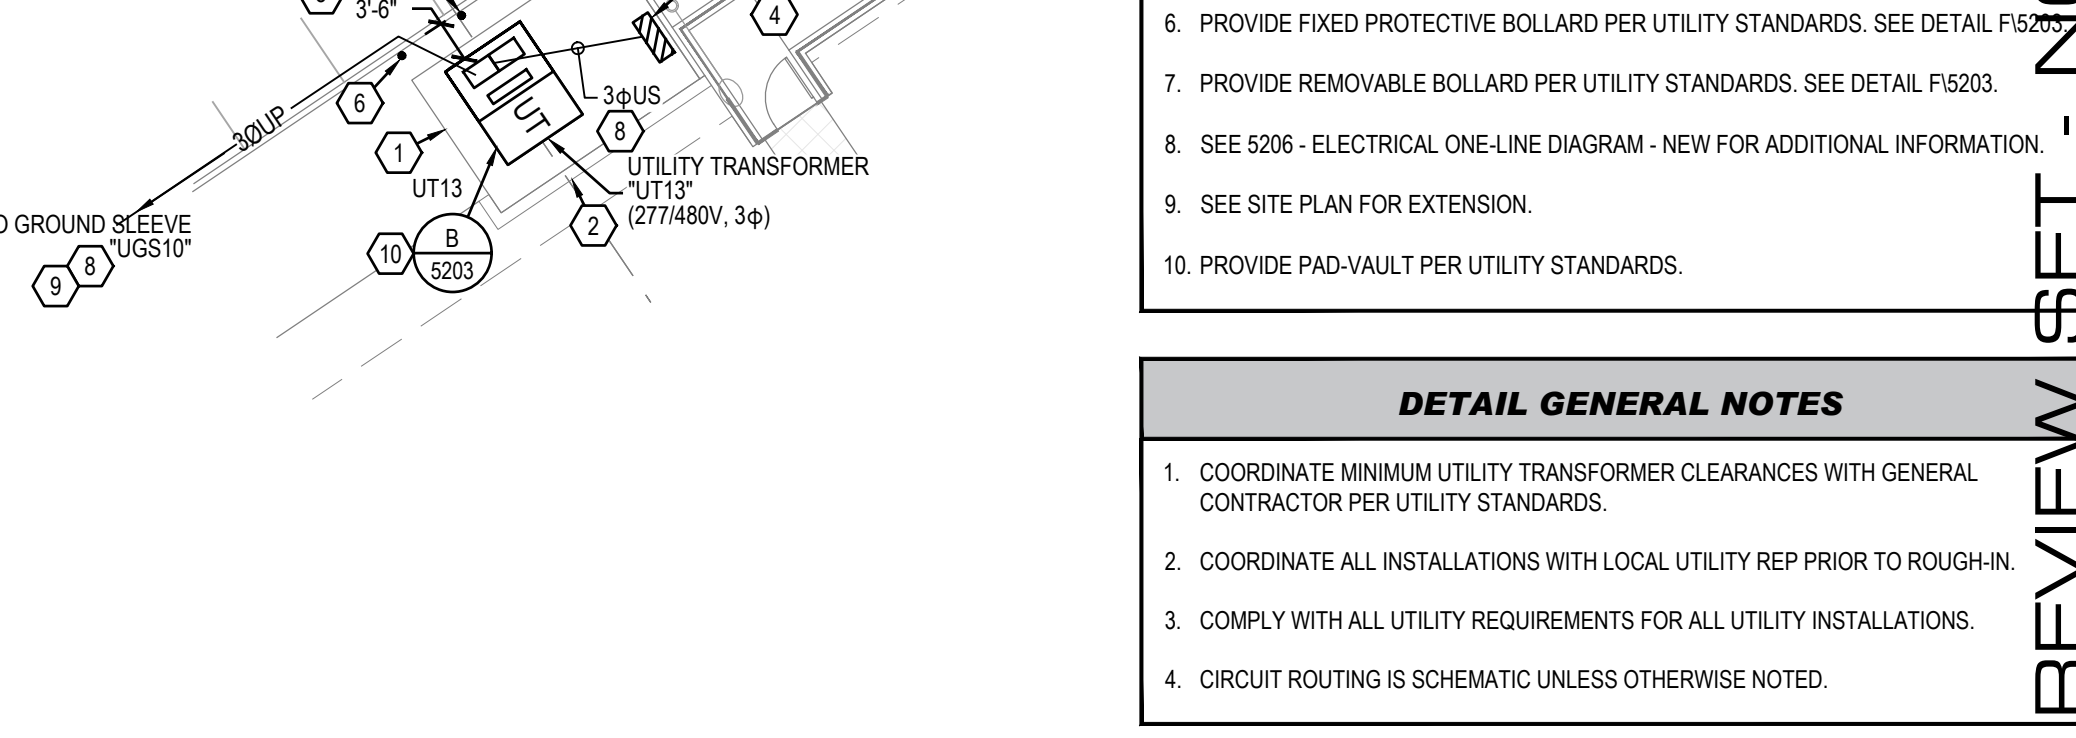 3'-6"
4
6
3ØUP
3ɸUS
8
UT
1
UT13
UTILITY TRANSFORMER
"UT13"
(277/480V, 3ɸ)
2
GROUND SLEEVE
"UGS10"
8
9
10
B
5203
6. PROVIDE FIXED PROTECTIVE BOLLARD PER UTILITY STANDARDS. SEE DETAIL F\5203.
7. PROVIDE REMOVABLE BOLLARD PER UTILITY STANDARDS. SEE DETAIL F\5203.
8. SEE 5206 - ELECTRICAL ONE-LINE DIAGRAM - NEW FOR ADDITIONAL INFORMATION.
9. SEE SITE PLAN FOR EXTENSION.
10. PROVIDE PAD-VAULT PER UTILITY STANDARDS.
DETAIL GENERAL NOTES
1. COORDINATE MINIMUM UTILITY TRANSFORMER CLEARANCES WITH GENERAL
CONTRACTOR PER UTILITY STANDARDS.
2. COORDINATE ALL INSTALLATIONS WITH LOCAL UTILITY REP PRIOR TO ROUGH-IN.
3. COMPLY WITH ALL UTILITY REQUIREMENTS FOR ALL UTILITY INSTALLATIONS.
4. CIRCUIT ROUTING IS SCHEMATIC UNLESS OTHERWISE NOTED.
REVIEW SET -